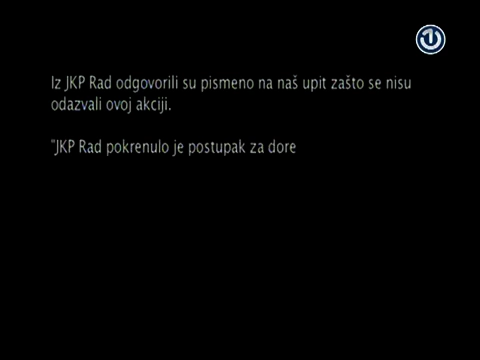 Iz JKP Rad odgovorili su pismeno na naš upit zašto se nisu
odazvali ovoj akciji.
"JKP Rad pokrenulo je postupak za dore